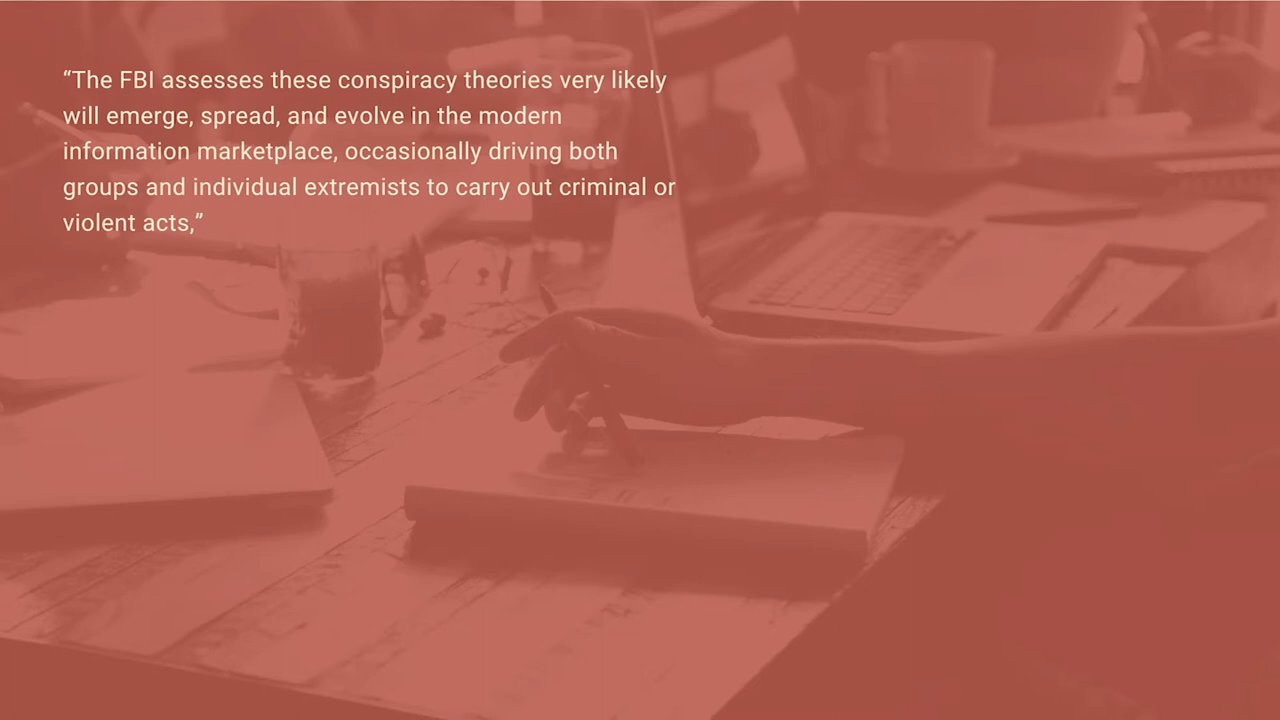 “The FBI assesses these conspiracy theories very likely
will emerge, spread, and evolve in the modern
information marketplace, occasionally driving both
groups and individual extremists to carry out criminal or
violent acts,”